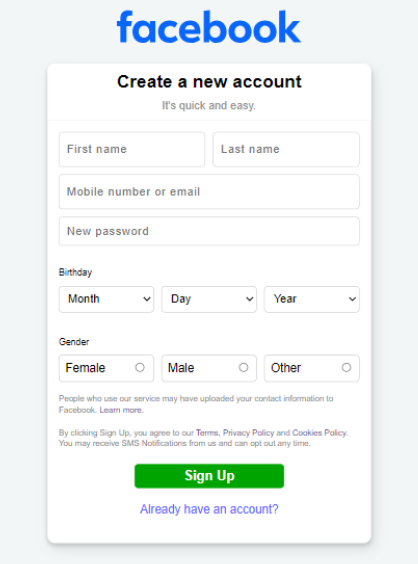 facebook
Create a new account
It's quick and easy.
First name Last name
Mobile number or email
New password
Birthday
Month Day Year
Gender
Female Male Other
People who use our service may have uploaded your contact information to
Facebook. Learn more.
By clicking Sign Up, you agree to our Terms, Privacy Policy and Cookies Policy.
You may receive SMS Notifications from us and can opt out any time.
Sign Up
Already have an account?